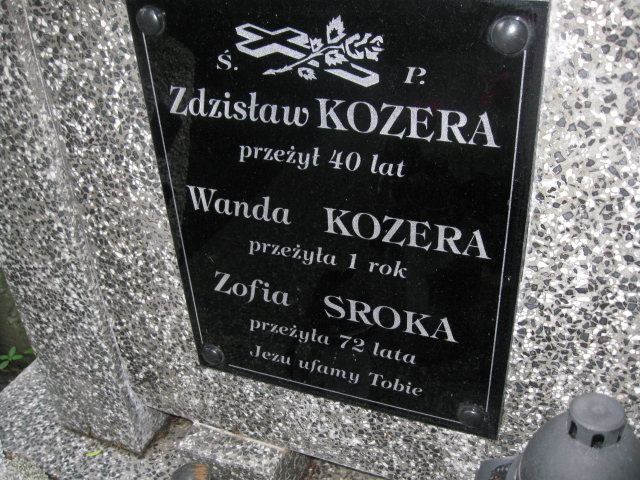 Ś. P.
Zdzisław KOZERA
przeżył 40 lat
Wanda KOZERA
przeżyła 1 rok
Zofia SROKA
przeżyła 72 lata
Jezu ufamy Tobie